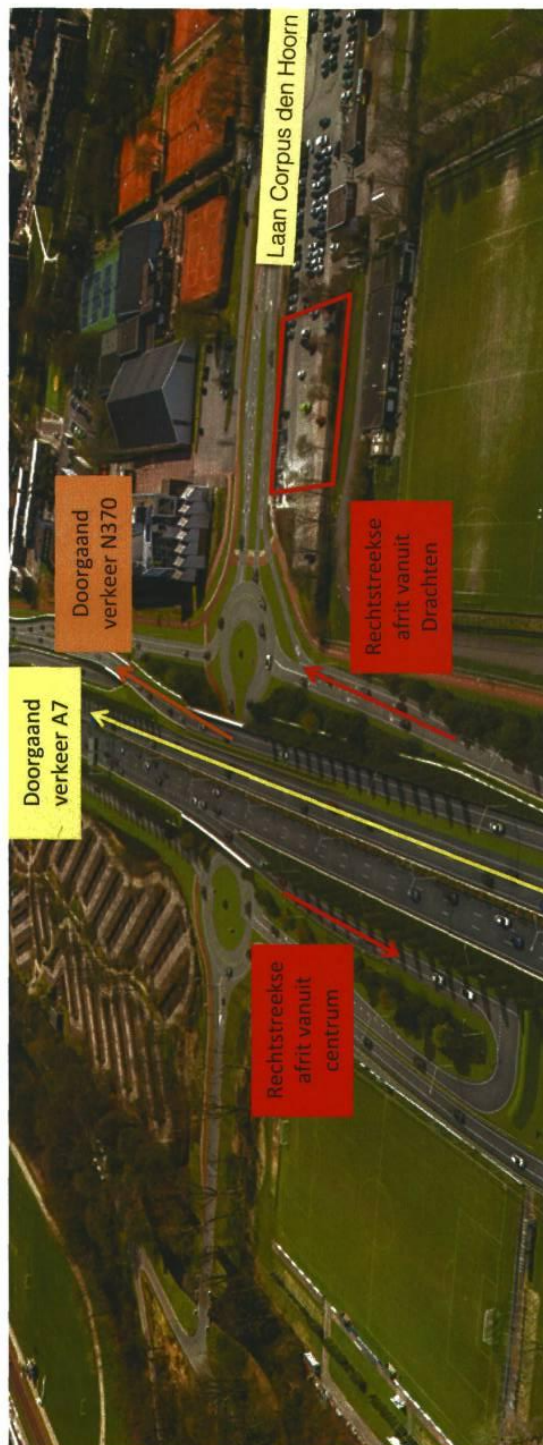 Doorgaand
verkeer A7
Doorgaand
verkeer N370
Laan Corpus den Hoorn
Rechtstreekse
afrit vanuit
centrum
Rechtstreekse
afrit vanuit
Drachten